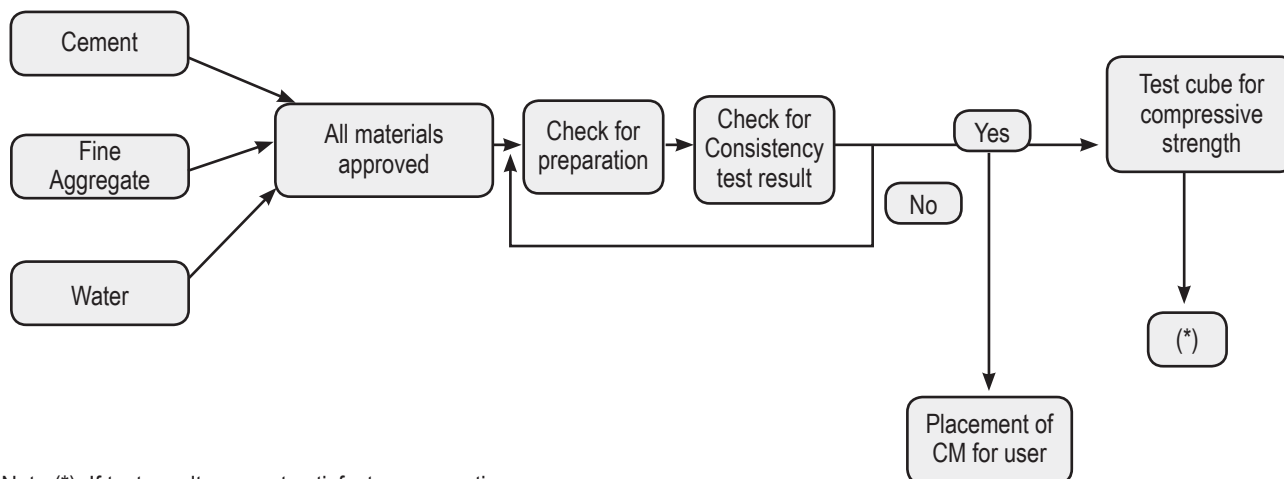 Cement
Fine
Aggregate
Water
All materials
approved
Check for
preparation
Check for
Consistency
test result
Yes
No
Test cube for
compressive
strength
(*)
Placement of
CM for user